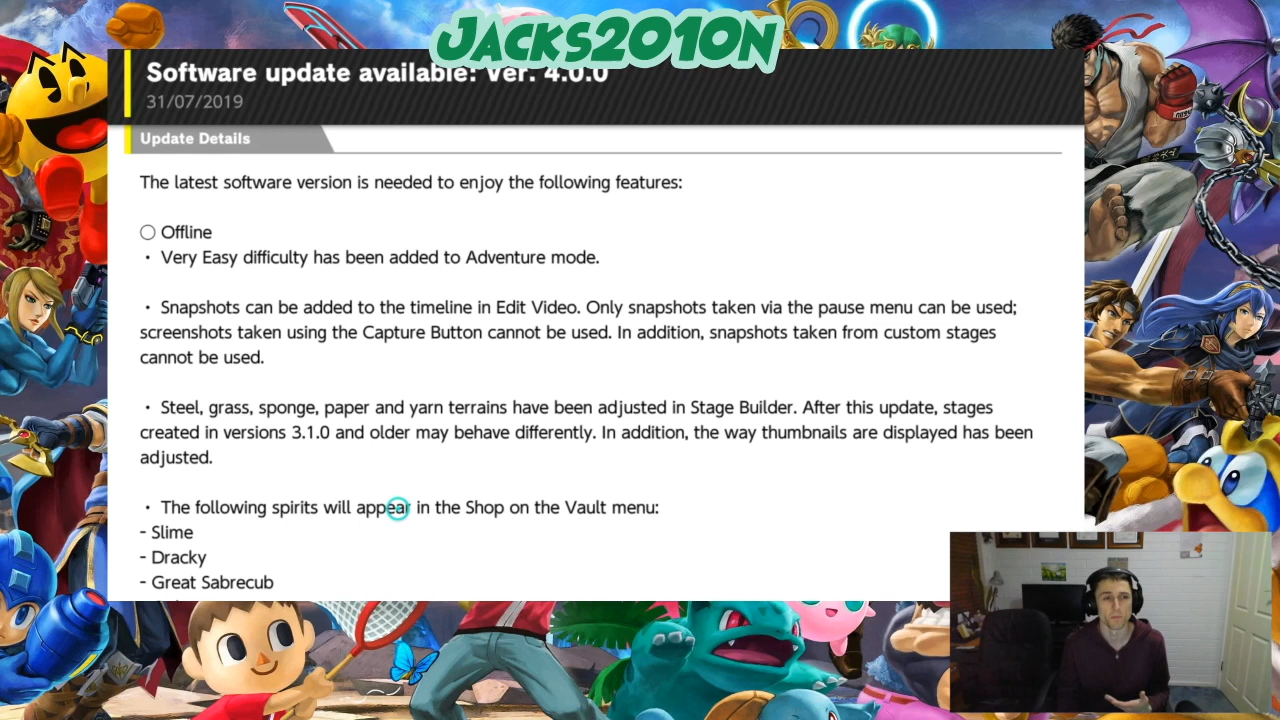 JACKS2010N
Software update available: Ver. 4.0.0
31/07/2019
Update Details
The latest software version is needed to enjoy the following features:
○ Offline
・ Very Easy difficulty has been added to Adventure mode.
・ Snapshots can be added to the timeline in Edit Video. Only snapshots taken via the pause menu can be used;
screenshots taken using the Capture Button cannot be used. In addition, snapshots taken from custom stages
cannot be used.
・ Steel, grass, sponge, paper and yarn terrains have been adjusted in Stage Builder. After this update, stages
created in versions 3.1.0 and older may behave differently. In addition, the way thumbnails are displayed has been
adjusted.
・ The following spirits will appear in the Shop on the Vault menu:
- Slime
- Dracky
- Great Sabrecub